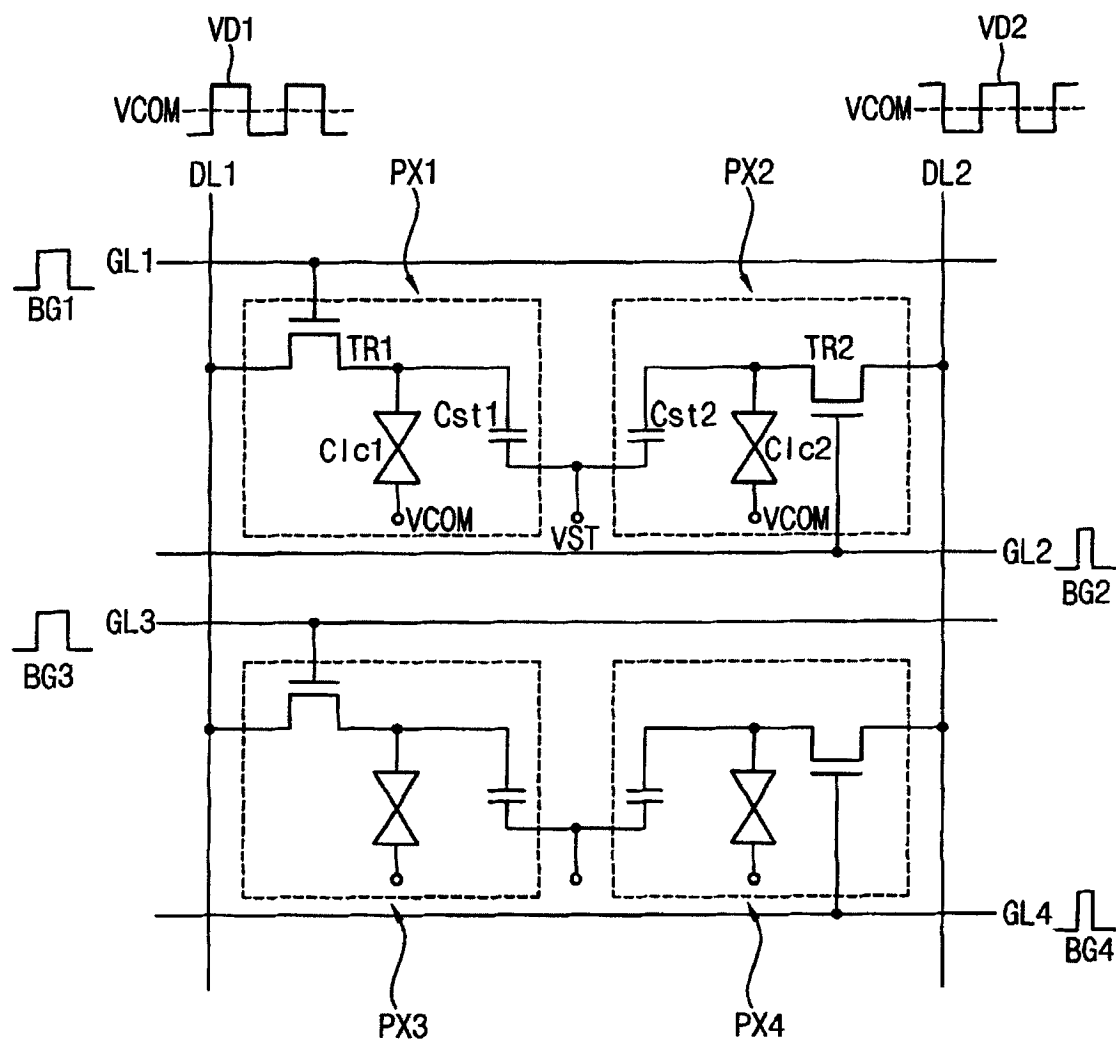 VD1 VD2
VCOM VCOM
DL1 PX1 PX2 DL2
GL1
BG1
TR1 TR2
Cst1 Cst2
Clc1 Clc2
VCOM VCOM
VST
GL2
BG2
GL3
BG3
GL4
BG4
PX3 PX4